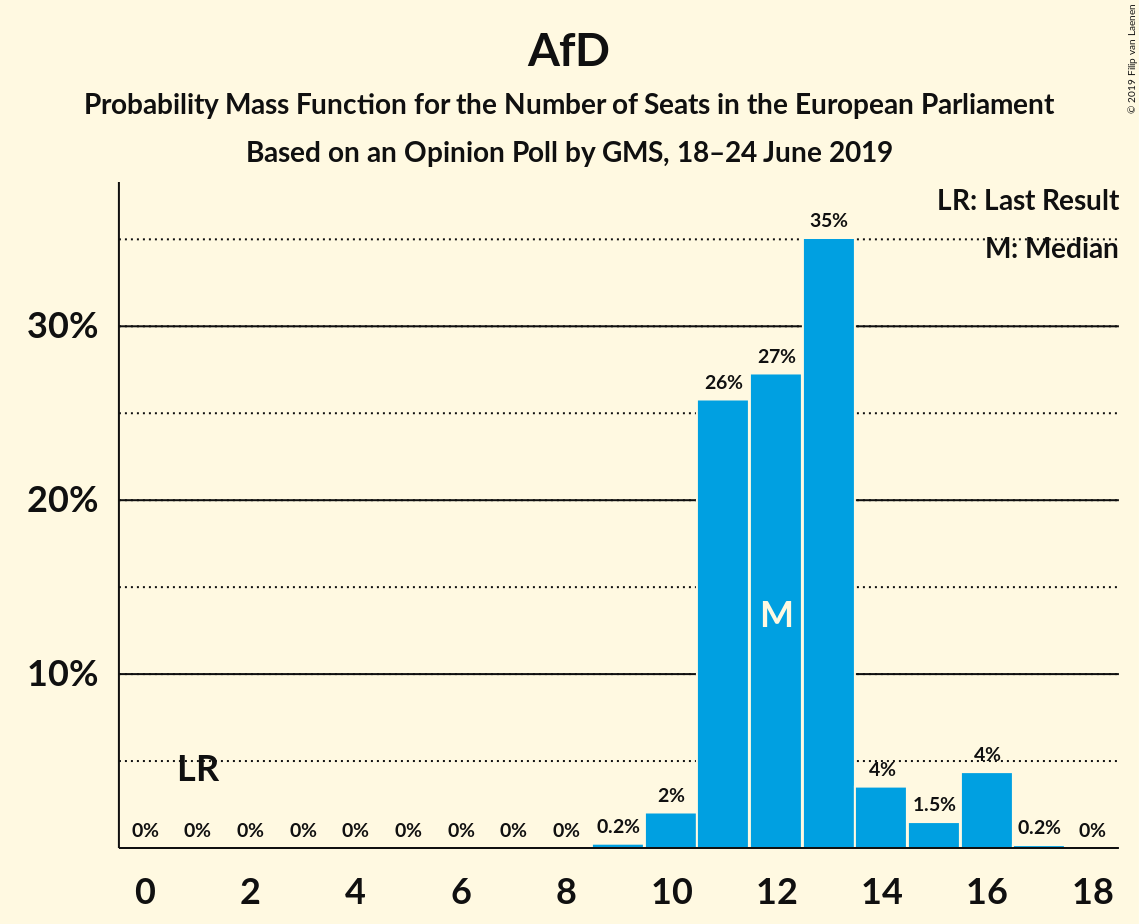 AfD
Probability Mass Function for the Number of Seats in the European Parliament
Based on an Opinion Poll by GMS, 18–24 June 2019
© 2019 Filip van Laenen
LR: Last Result
M: Median
35%
30%
27%
26%
20%
M
10%
LR
4%
4%
2%
1.5%
0% 0% 0% 0% 0% 0% 0% 0% 0% 0.2% 0.2% 0%
0 2 4 6 8 10 12 14 16 18